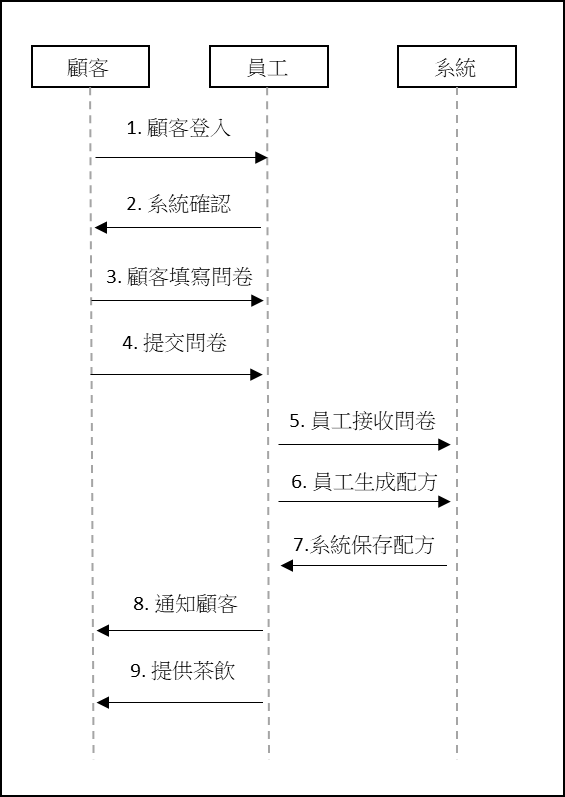 顧客 員工 系統
1. 顧客登入
2. 系統確認
3. 顧客填寫問卷
4. 提交問卷
5. 員工接收問卷
6. 員工生成配方
7.系統保存配方
8. 通知顧客
9. 提供茶飲